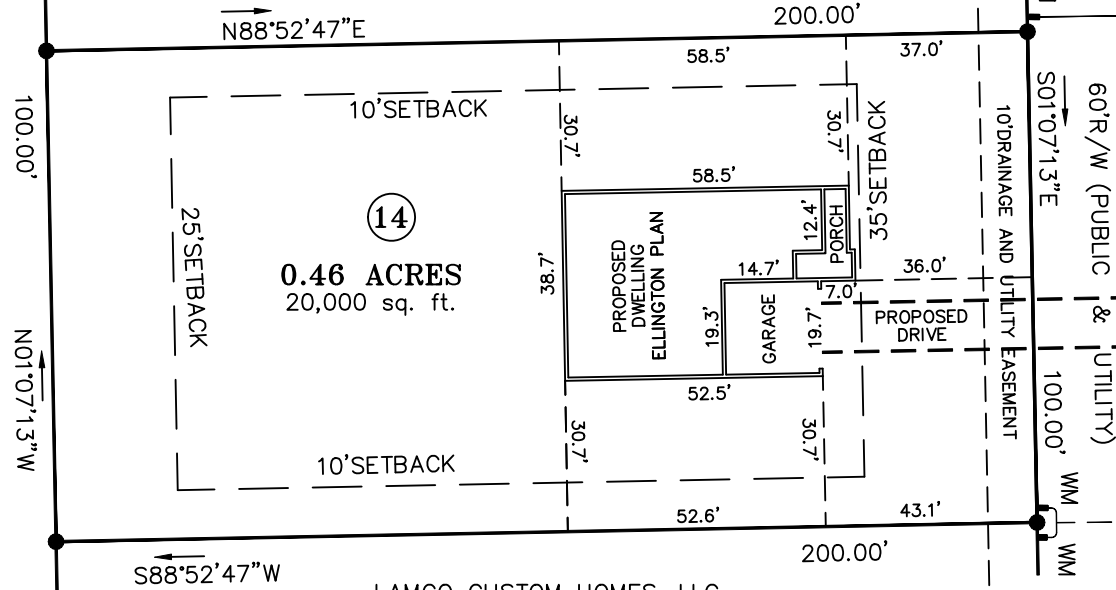 N88°52'47"E
200.00'
58.5'
37.0'
100.00'
10'SETBACK
30.7'
30.7'
35'SETBACK
S01°07'13"E
60'R/W (PUBLIC & UTILITY)
10'DRAINAGE AND UTILITY EASEMENT
58.5'
14
0.46 ACRES
20,000 sq. ft.
25'SETBACK
38.7'
PROPOSED
DWELLING
ELLINGTON PLAN
12.4'
PORCH
14.7'
36.0'
7.0'
19.3'
GARAGE
19.7'
PROPOSED
DRIVE
N01°07'13"W
52.5'
100.00'
30.7'
30.7'
10'SETBACK
WM
52.6'
43.1'
200.00'
WM
S88°52'47"W
LAMCO CUSTOM HOMES, LLC